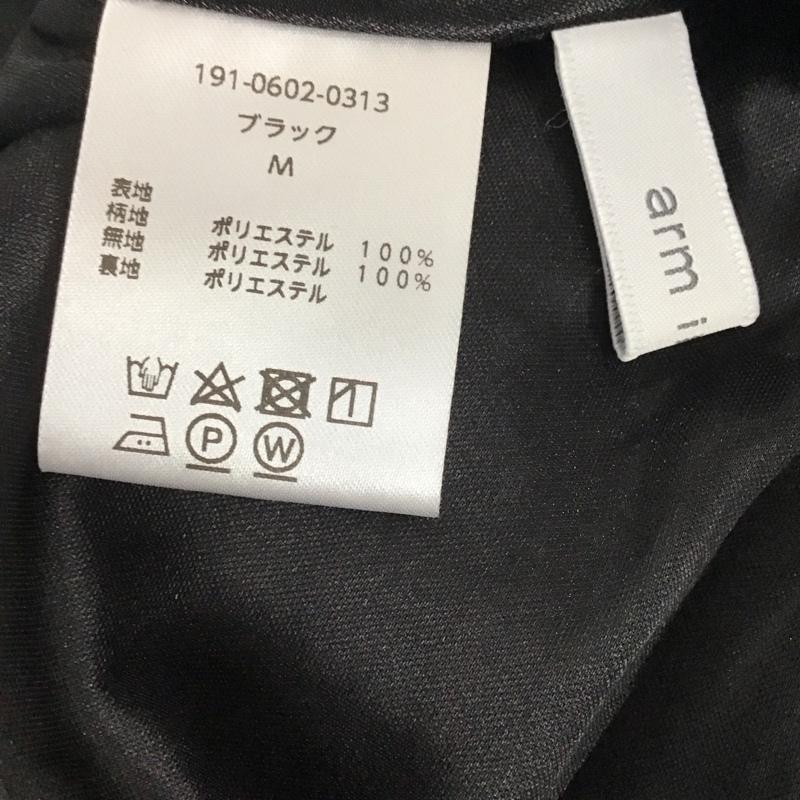 191-0602-0313
ブラック
M
表地
柄地 ポリエステル 100%
無地 ポリエステル 100%
裏地 ポリエステル
P W
arm i